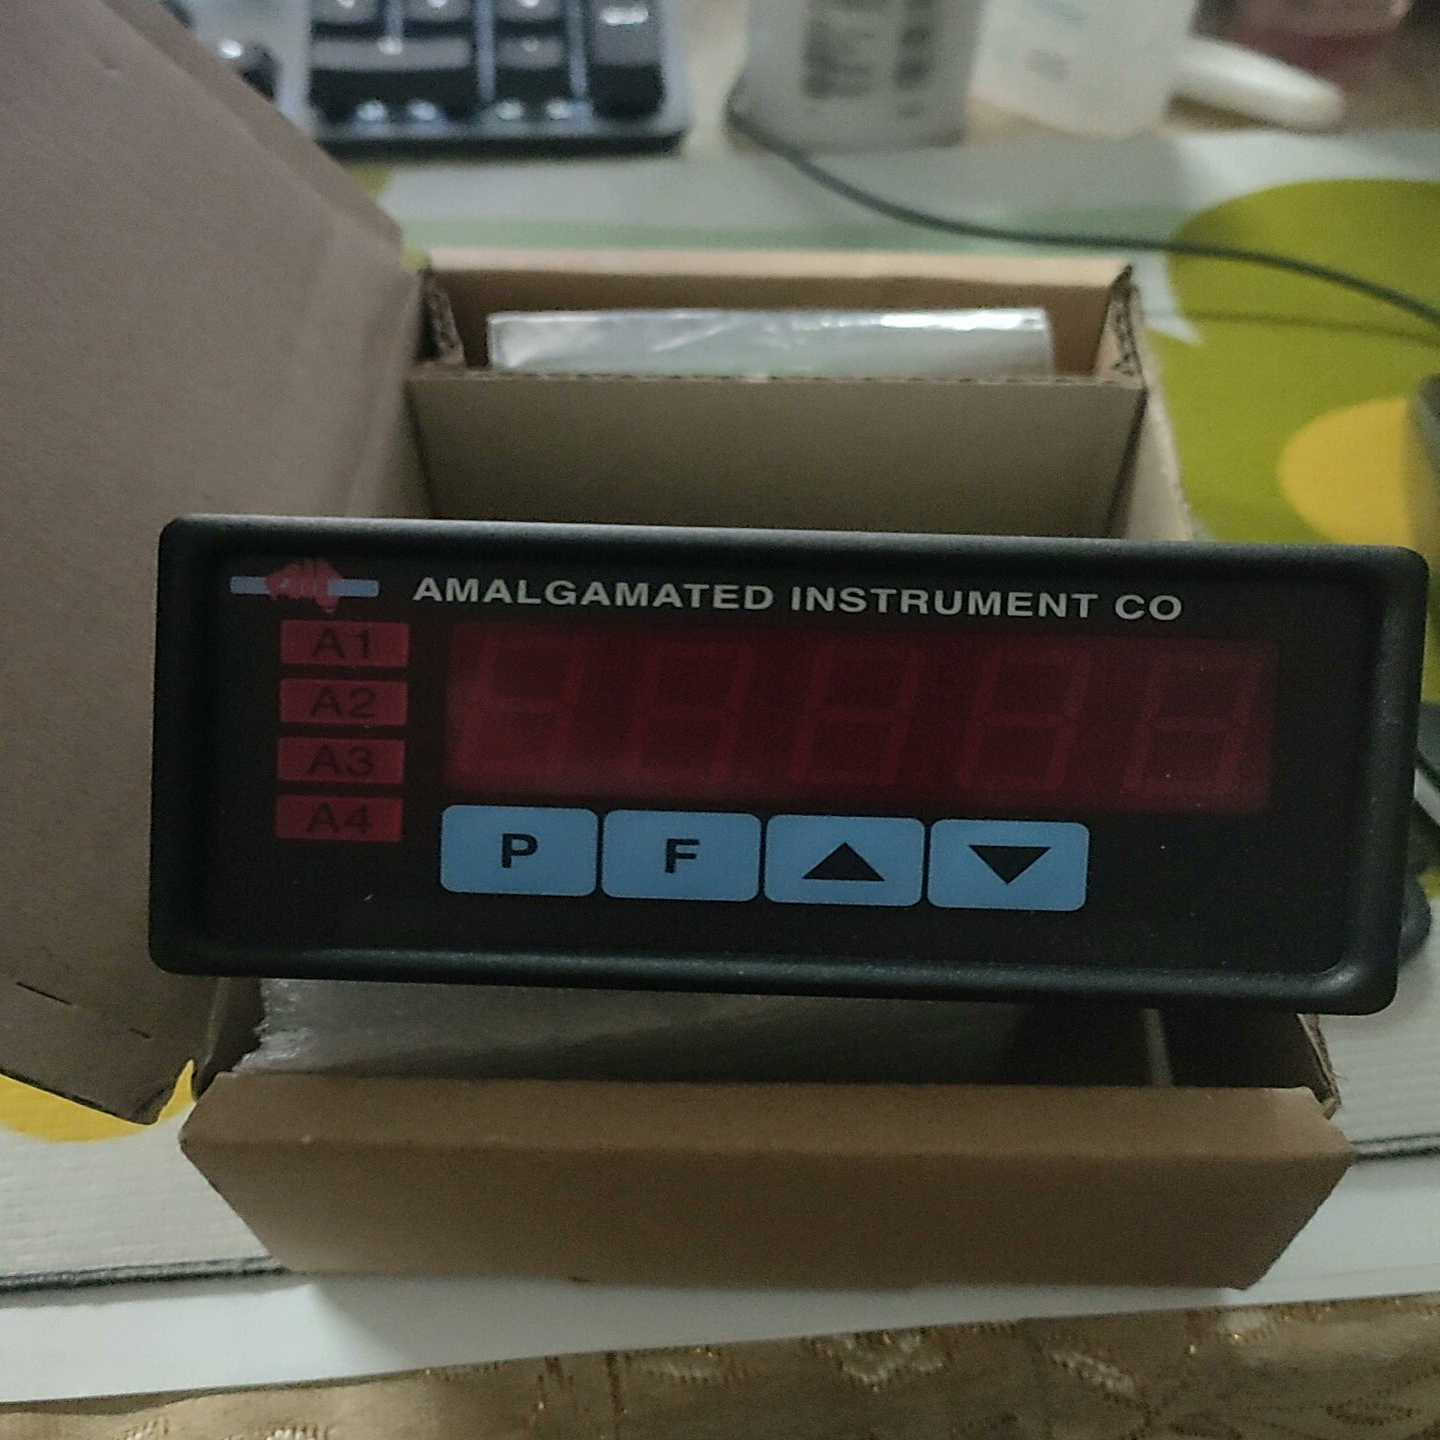 AMALGAMATED INSTRUMENT CO
A1
A2
A3
A4
P F ▲ ▼